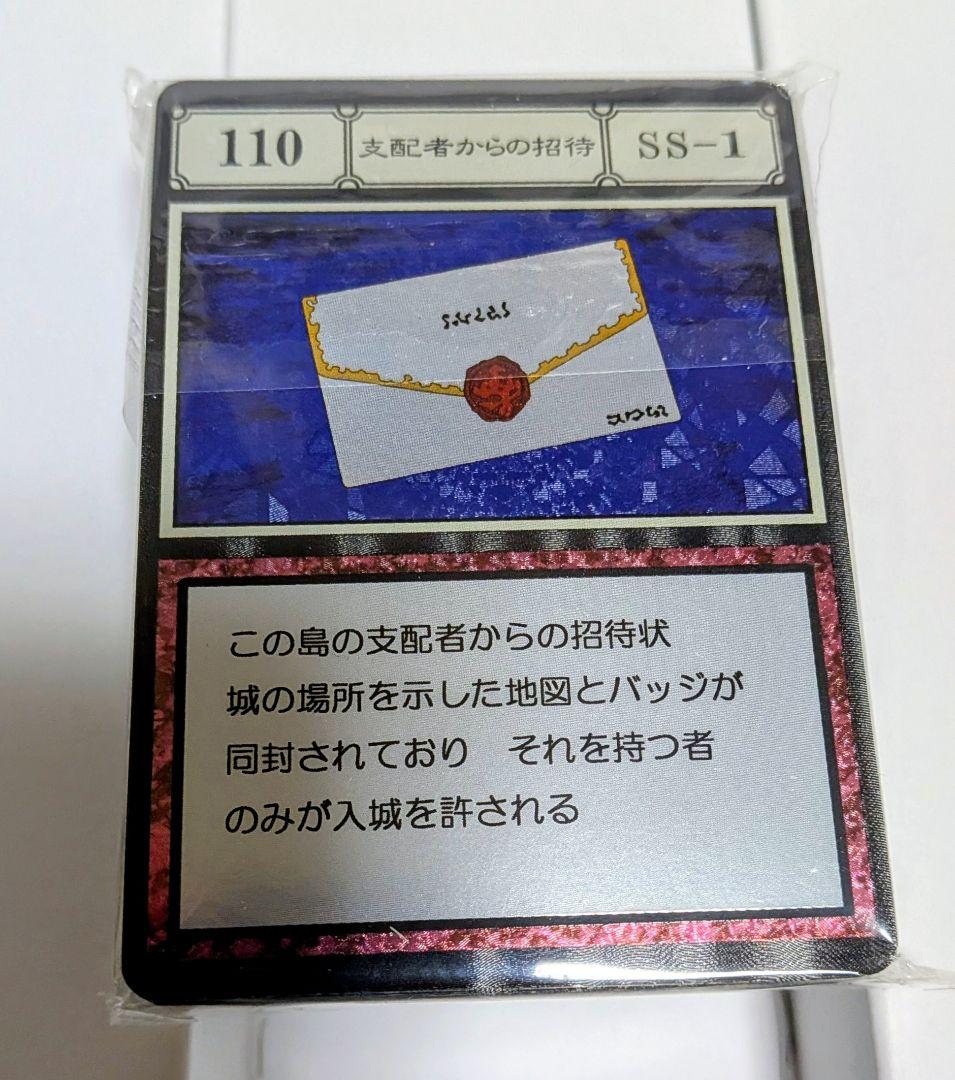 110 支配者からの招待 SS-1
この島の支配者からの招待状
城の場所を示した地図とバッジが
同封されており　それを持つ者
のみが入城を許される